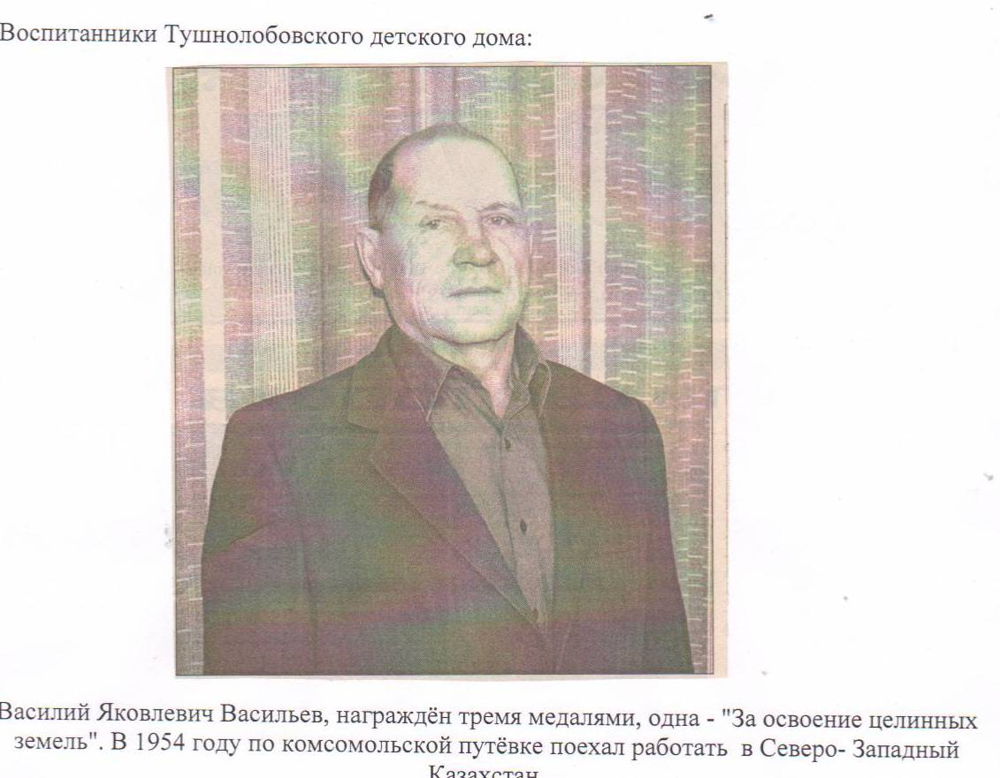 Воспитанники Тушнолобовского детского дома:
Василий Яковлевич Васильев, награждён тремя медалями, одна - "За освоение целинных
земель". В 1954 году по комсомольской путёвке поехал работать в Северо- Западный
Казахстан